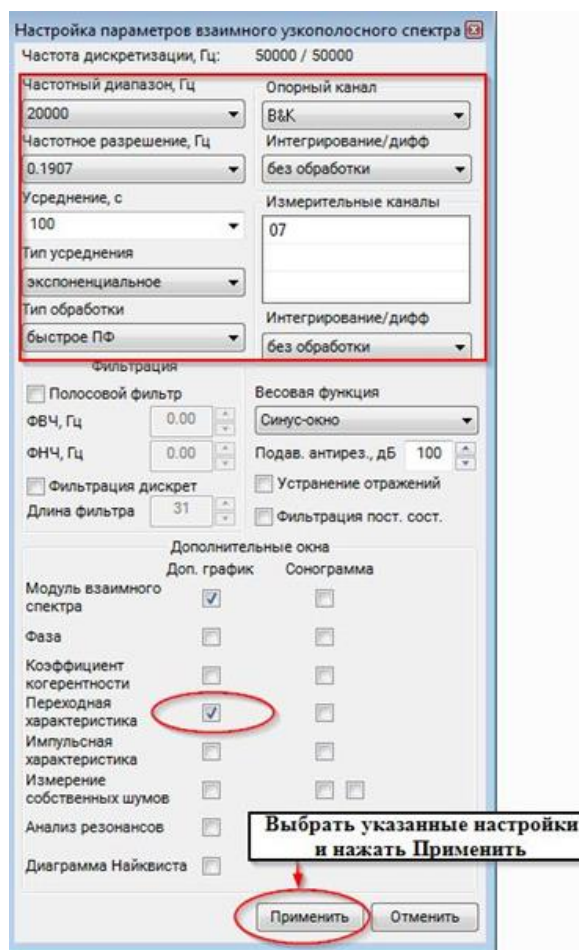 Настройка параметров взаимного узкополосного спектра
Частота дискретизации, Гц: 50000 / 50000
Частотный диапазон, Гц
20000
Частотное разрешение, Гц
0.1907
Усреднение, с
100
Тип усреднения
экспоненциальное
Тип обработки
быстрое ПФ
Опорный канал
B&K
Интегрирование/дифф
без обработки
Измерительные каналы
07
Интегрирование/дифф
без обработки
Фильтрация
Полосовой фильтр
ФВЧ, Гц 0.00
ФНЧ, Гц 0.00
Фильтрация дискрет
Длина фильтра 31
Весовая функция
Синус-окно
Подав. антирез., дБ 100
Устранение отражений
Фильтрация пост. сост.
Дополнительные окна
Доп. график Сонограмма
Модуль взаимного
спектра
Фаза
Коэффициент
когерентности
Переходная
характеристика
Импульсная
характеристика
Измерение
собственных шумов
Анализ резонансов
Диаграмма Найквиста
Выбрать указанные настройки
и нажать Применить
Применить Отменить